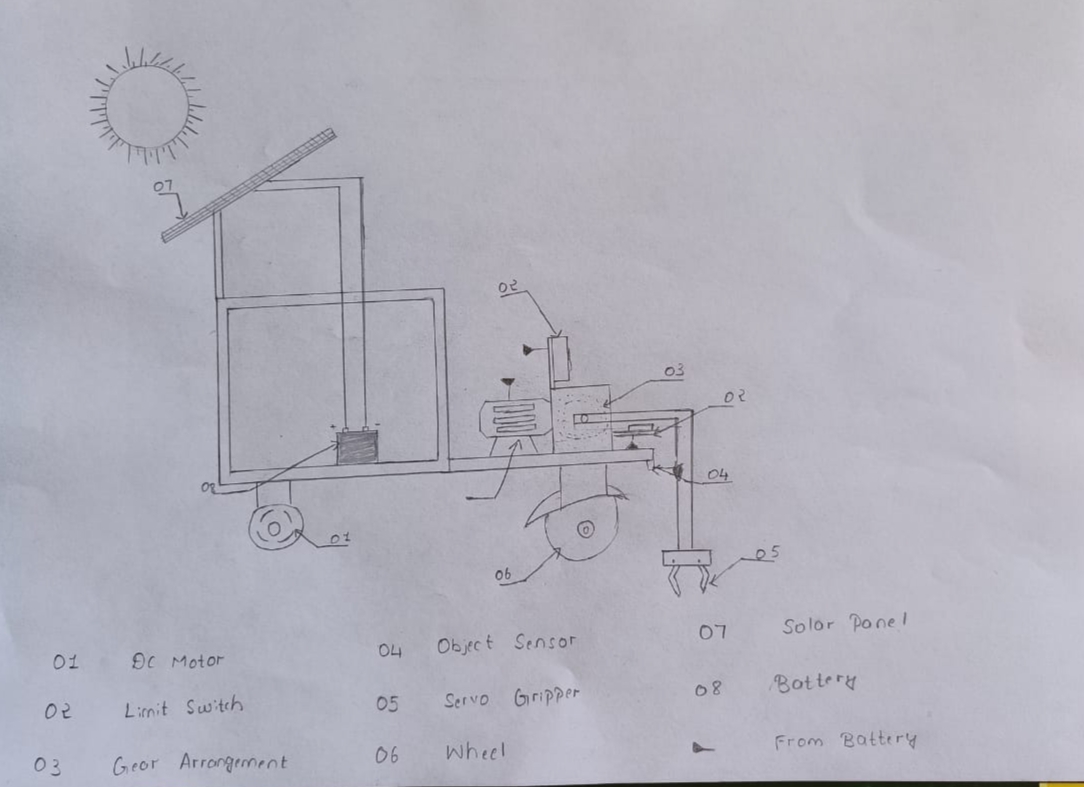 07
02
03
+ -
02
04
08
01
05
06
01 DC Motor
02 Limit Switch
03 Gear Arrangement
04 Object Sensor
05 Servo Gripper
06 Wheel
07 Solar Panel
08 Battery
From Battery